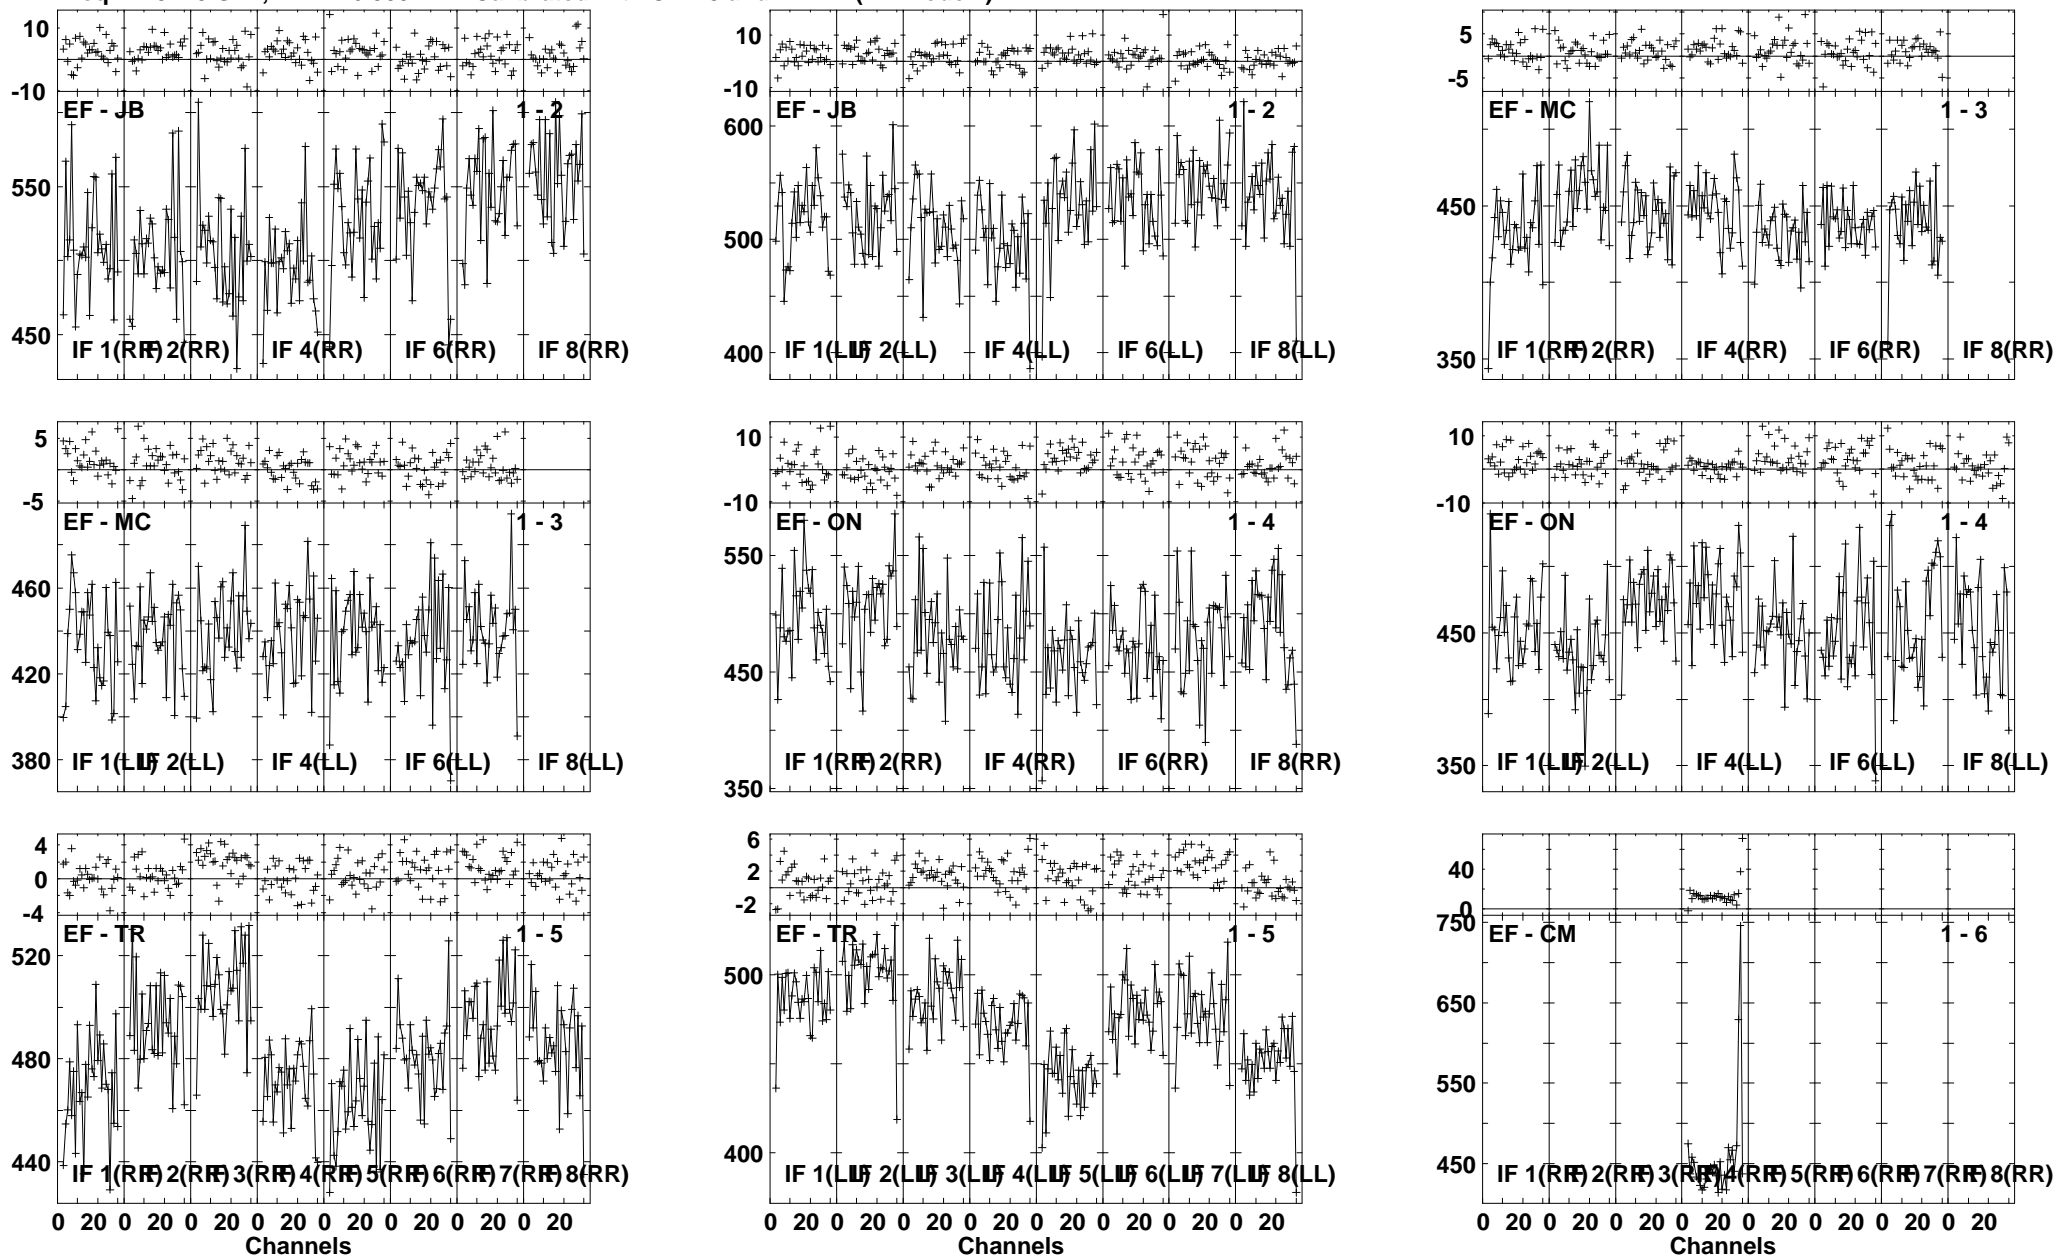 10
-10
EF - JB
1 - 2
550
450
IF 1(RR)
IF 2(RR)
IF 4(RR)
IF 6(RR)
IF 8(RR)
10
-10
EF - JB
1 - 2
600
500
400
IF 1(LL)
IF 2(LL)
IF 4(LL)
IF 6(LL)
IF 8(LL)
5
-5
EF - MC
1 - 3
450
350
IF 1(RR)
IF 2(RR)
IF 4(RR)
IF 6(RR)
IF 8(RR)
5
-5
EF - MC
1 - 3
460
420
380
IF 1(LL)
IF 2(LL)
IF 4(LL)
IF 6(LL)
IF 8(LL)
10
-10
EF - ON
1 - 4
550
450
350
IF 1(RR)
IF 2(RR)
IF 4(RR)
IF 6(RR)
IF 8(RR)
10
-10
EF - ON
1 - 4
450
350
IF 1(LL)
IF 2(LL)
IF 4(LL)
IF 6(LL)
IF 8(LL)
4
0
-4
EF - TR
1 - 5
520
480
440
IF 1(RR)
IF 2(RR)
IF 3(RR)
IF 4(RR)
IF 5(RR)
IF 6(RR)
IF 7(RR)
IF 8(RR)
0 20 0 20 0 20 0 20 0 20 0 20 0 20 0 20
Channels
6
2
-2
EF - TR
1 - 5
500
400
IF 1(LL)
IF 2(LL)
IF 3(LL)
IF 4(LL)
IF 5(LL)
IF 6(LL)
IF 7(LL)
IF 8(LL)
0 20 0 20 0 20 0 20 0 20 0 20 0 20 0 20
Channels
40
0
EF - CM
1 - 6
750
650
550
450
IF 1(RR)
IF 2(RR)
IF 3(RR)
IF 4(RR)
IF 5(RR)
IF 6(RR)
IF 7(RR)
IF 8(RR)
0 20 0 20 0 20 0 20 0 20 0 20 0 20 0 20
Channels